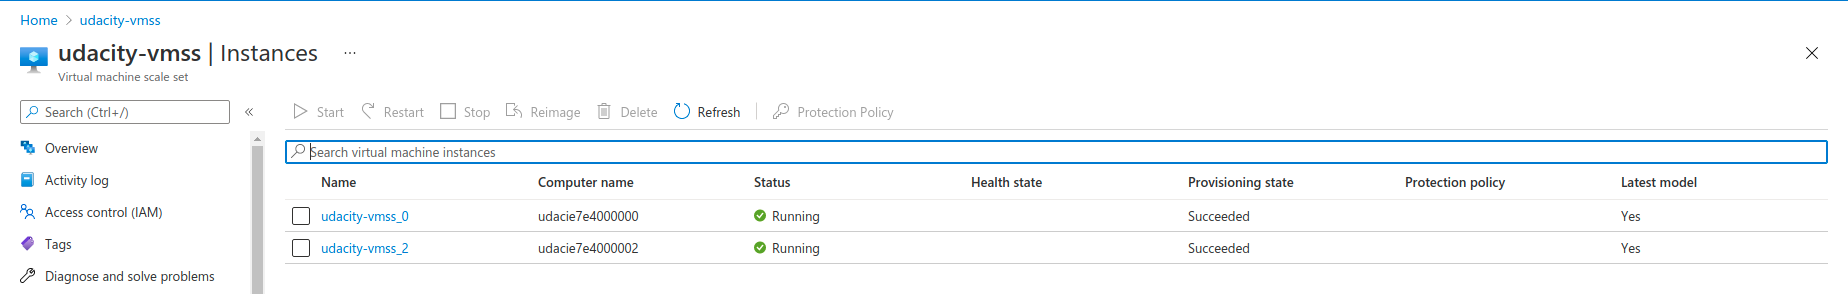 Home > udacity-vmss
udacity-vmss | Instances ...
Virtual machine scale set
Search (Ctrl+/) «
Start Restart Stop Reimage Delete Refresh Protection Policy
Search virtual machine instances
Overview
Activity log
Access control (IAM)
Tags
Diagnose and solve problems
Name Computer name Status Health state Provisioning state Protection policy Latest model
udacity-vmss_0 udacie7e4000000 Running Succeeded Yes
udacity-vmss_2 udacie7e4000002 Running Succeeded Yes